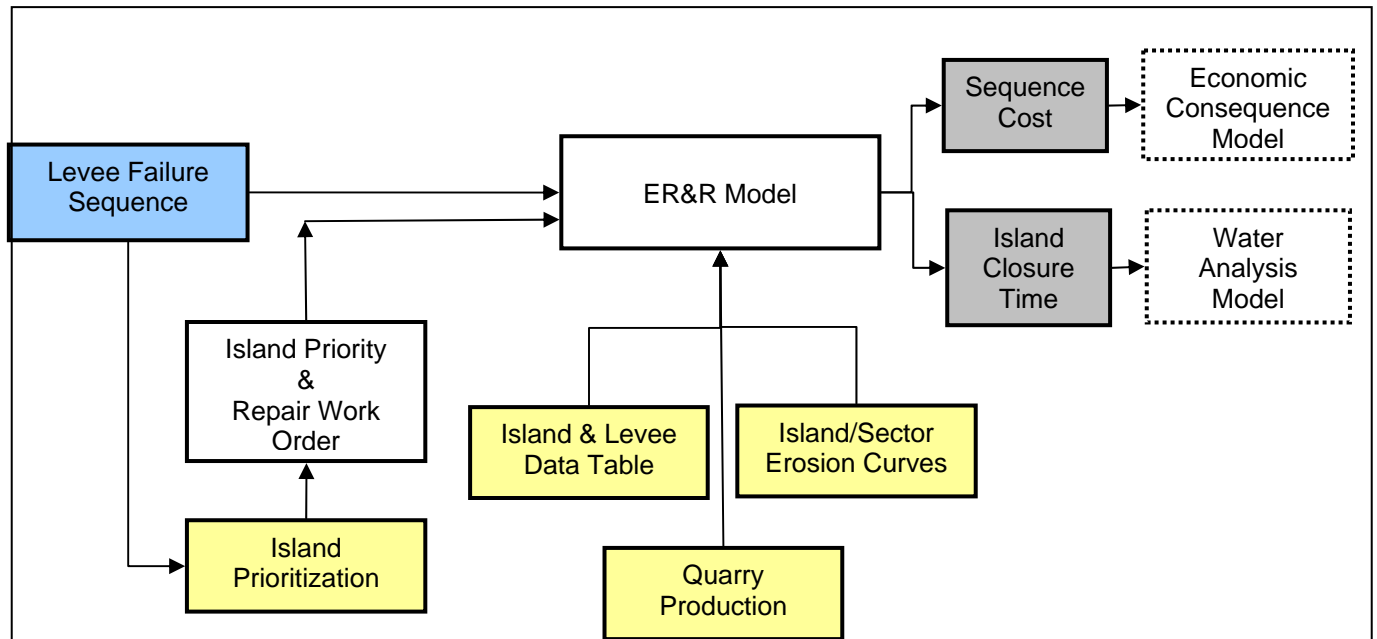 Levee Failure
Sequence
ER&R Model
Sequence
Cost
Economic
Consequence
Model
Island
Closure
Time
Water
Analysis
Model
Island Priority
&
Repair Work
Order
Island & Levee
Data Table
Island/Sector
Erosion Curves
Island
Prioritization
Quarry
Production